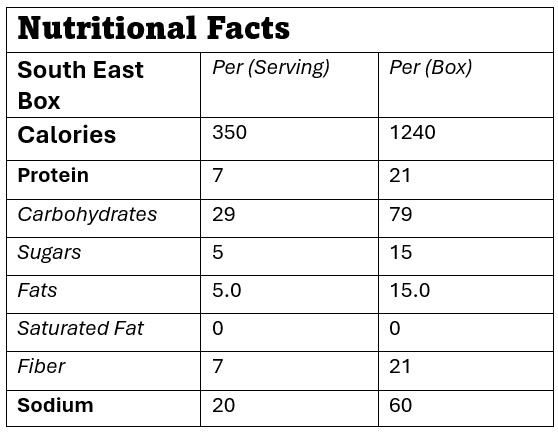 Nutritional Facts
South East Per (Serving) Per (Box)
Box
Calories 350 1240
Protein 7 21
Carbohydrates 29 79
Sugars 5 15
Fats 5.0 15.0
Saturated Fat 0 0
Fiber 7 21
Sodium 20 60